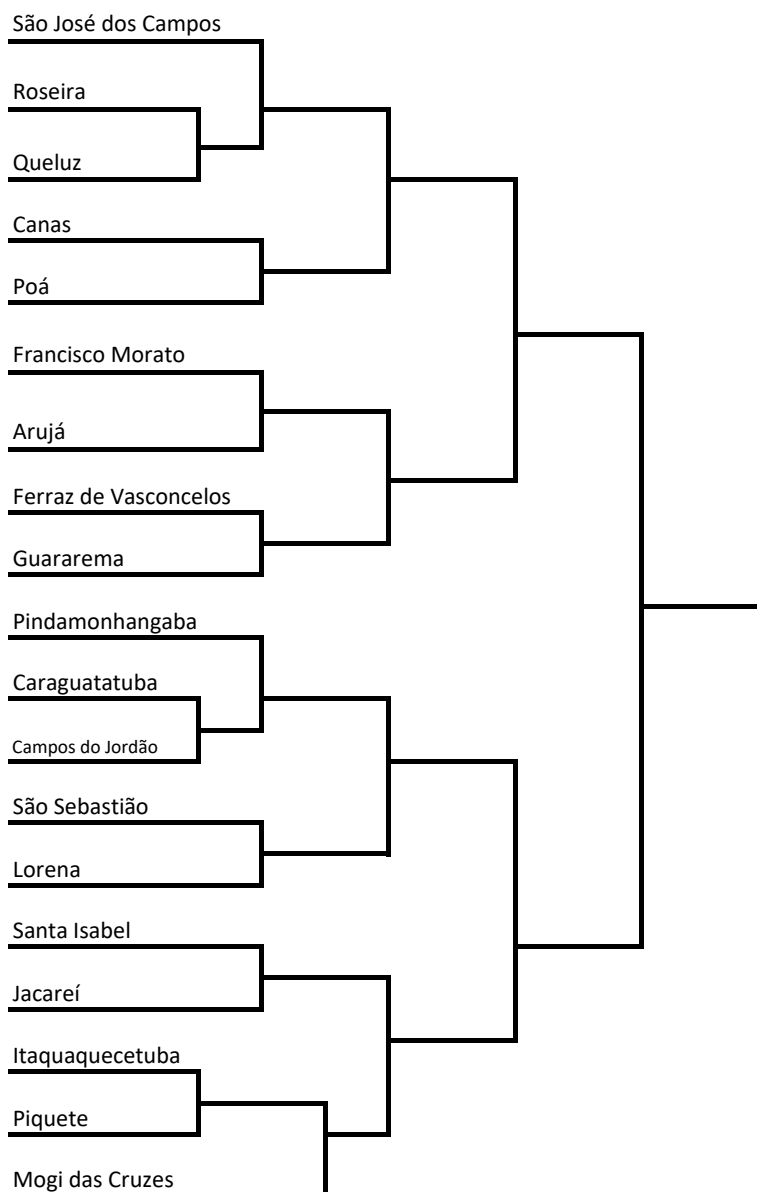 São José dos Campos
Roseira
Queluz
Canas
Poá
Francisco Morato
Arujá
Ferraz de Vasconcelos
Guararema
Pindamonhangaba
Caraguatatuba
Campos do Jordão
São Sebastião
Lorena
Santa Isabel
Jacareí
Itaquaquecetuba
Piquete
Mogi das Cruzes